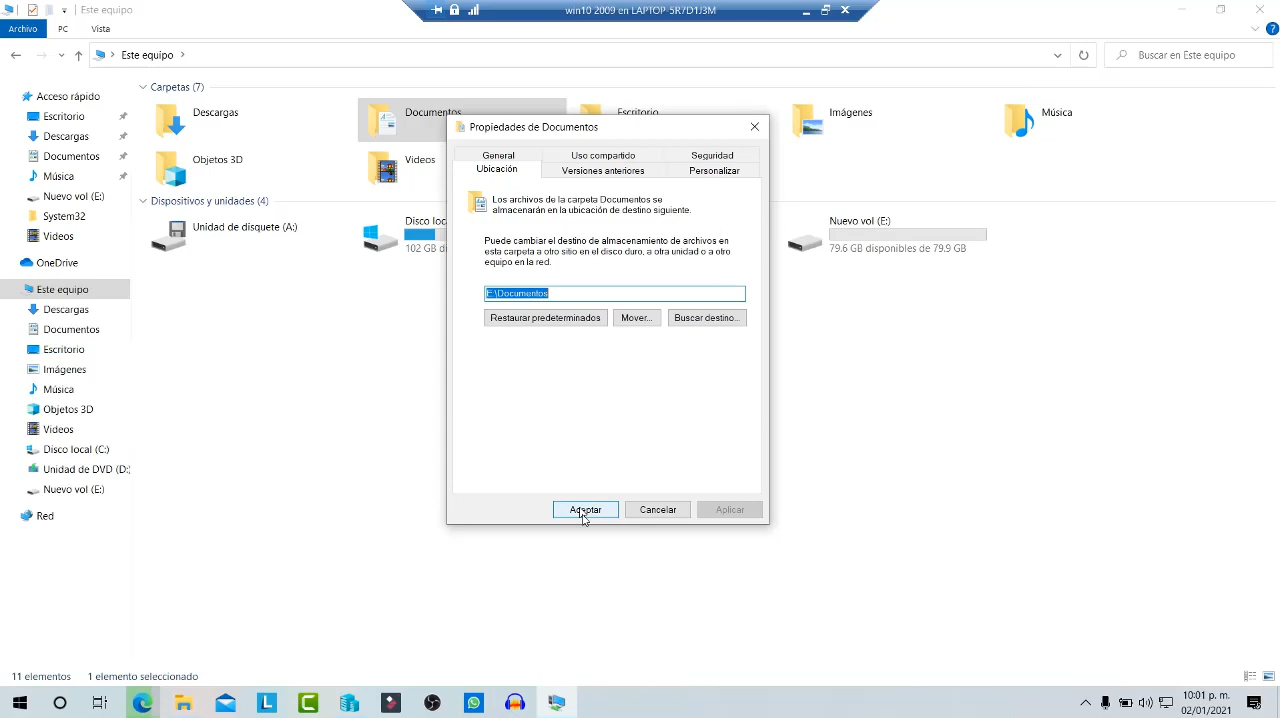 Este equipo
win10 2009 en LAPTOP-5R7D1J3M
Archivo
PC
Vista
Este equipo
Buscar en Este equipo
Acceso rápido
Escritorio
Descargas
Documentos
Música
Nuevo vol (E:)
System32
Videos
OneDrive
Este equipo
Descargas
Documentos
Escritorio
Imágenes
Música
Objetos 3D
Videos
Disco local (C:)
Unidad de DVD (D:)
Nuevo vol (E:)
Red
Carpetas (7)
Descargas
Documentos
Escritorio
Imágenes
Música
Objetos 3D
Videos
Dispositivos y unidades (4)
Unidad de disquete (A:)
Disco loc
102 GB d
Nuevo vol (E:)
79.6 GB disponibles de 79.9 GB
Propiedades de Documentos
General
Uso compartido
Seguridad
Ubicación
Versiones anteriores
Personalizar
Los archivos de la carpeta Documentos se
almacenarán en la ubicación de destino siguiente.
Puede cambiar el destino de almacenamiento de archivos en
esta carpeta a otro sitio en el disco duro, a otra unidad o a otro
equipo en la red.
E:\Documentos
Restaurar predeterminados
Mover...
Buscar destino...
Aceptar
Cancelar
Aplicar
11 elementos
1 elemento seleccionado
10:01 p. m.
02/01/2021